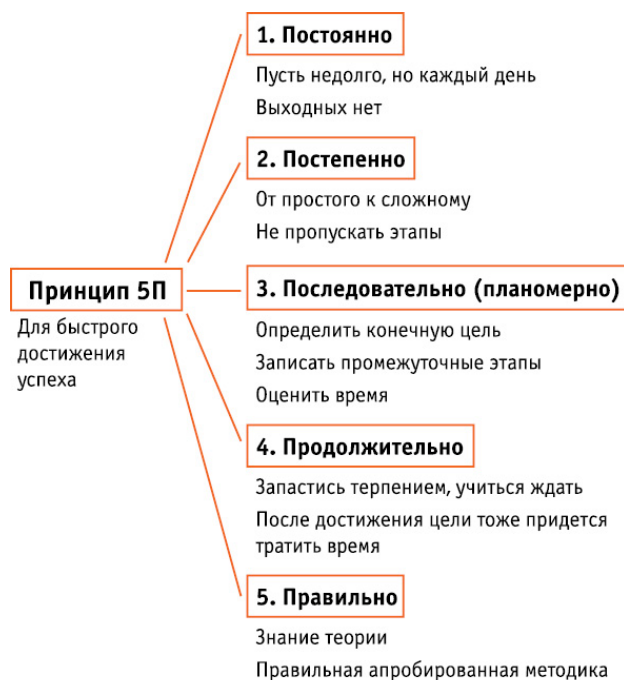 Принцип 5П
Для быстрого
достижения
успеха
1. Постоянно
Пусть недолго, но каждый день
Выходных нет
2. Постепенно
От простого к сложному
Не пропускать этапы
3. Последовательно (планомерно)
Определить конечную цель
Записать промежуточные этапы
Оценить время
4. Продолжительно
Запастись терпением, учиться ждать
После достижения цели тоже придется
тратить время
5. Правильно
Знание теории
Правильная апробированная методика